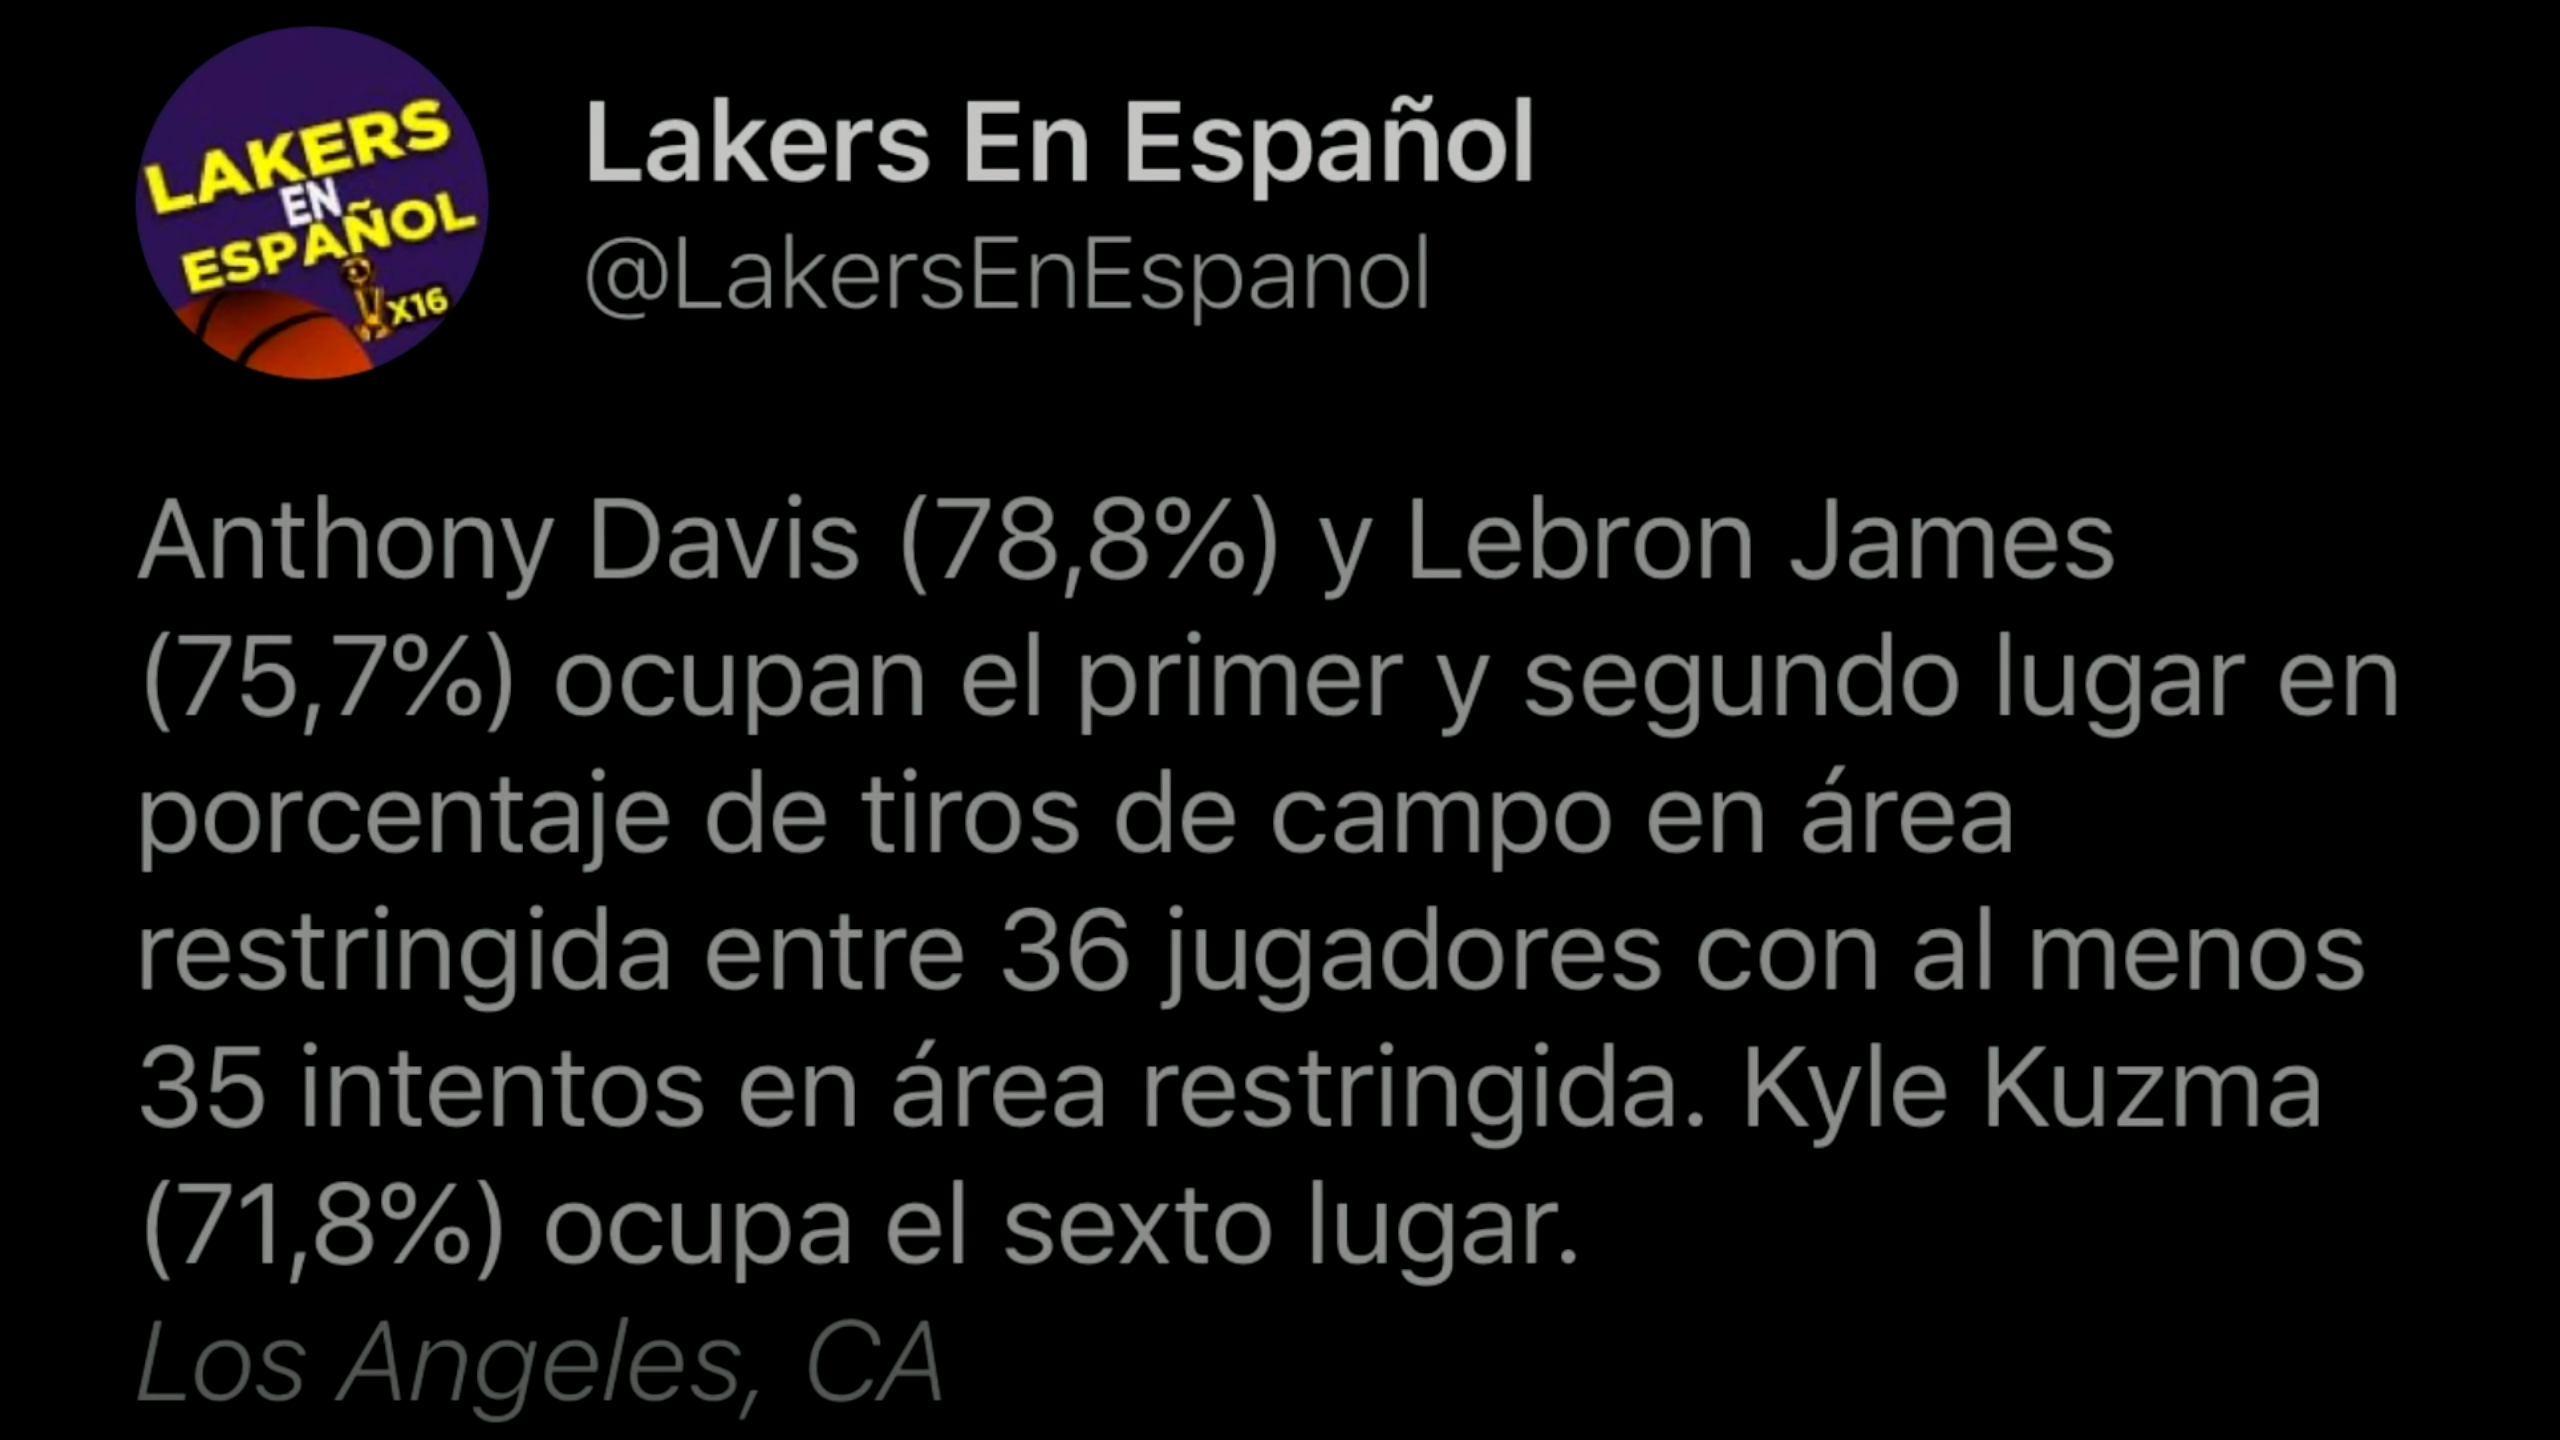 LAKERS
EN
ESPAÑOL
X16
Lakers En Español
@LakersEnEspanol
Anthony Davis (78,8%) y Lebron James
(75,7%) ocupan el primer y segundo lugar en
porcentaje de tiros de campo en área
restringida entre 36 jugadores con al menos
35 intentos en área restringida. Kyle Kuzma
(71,8%) ocupa el sexto lugar.
Los Angeles, CA